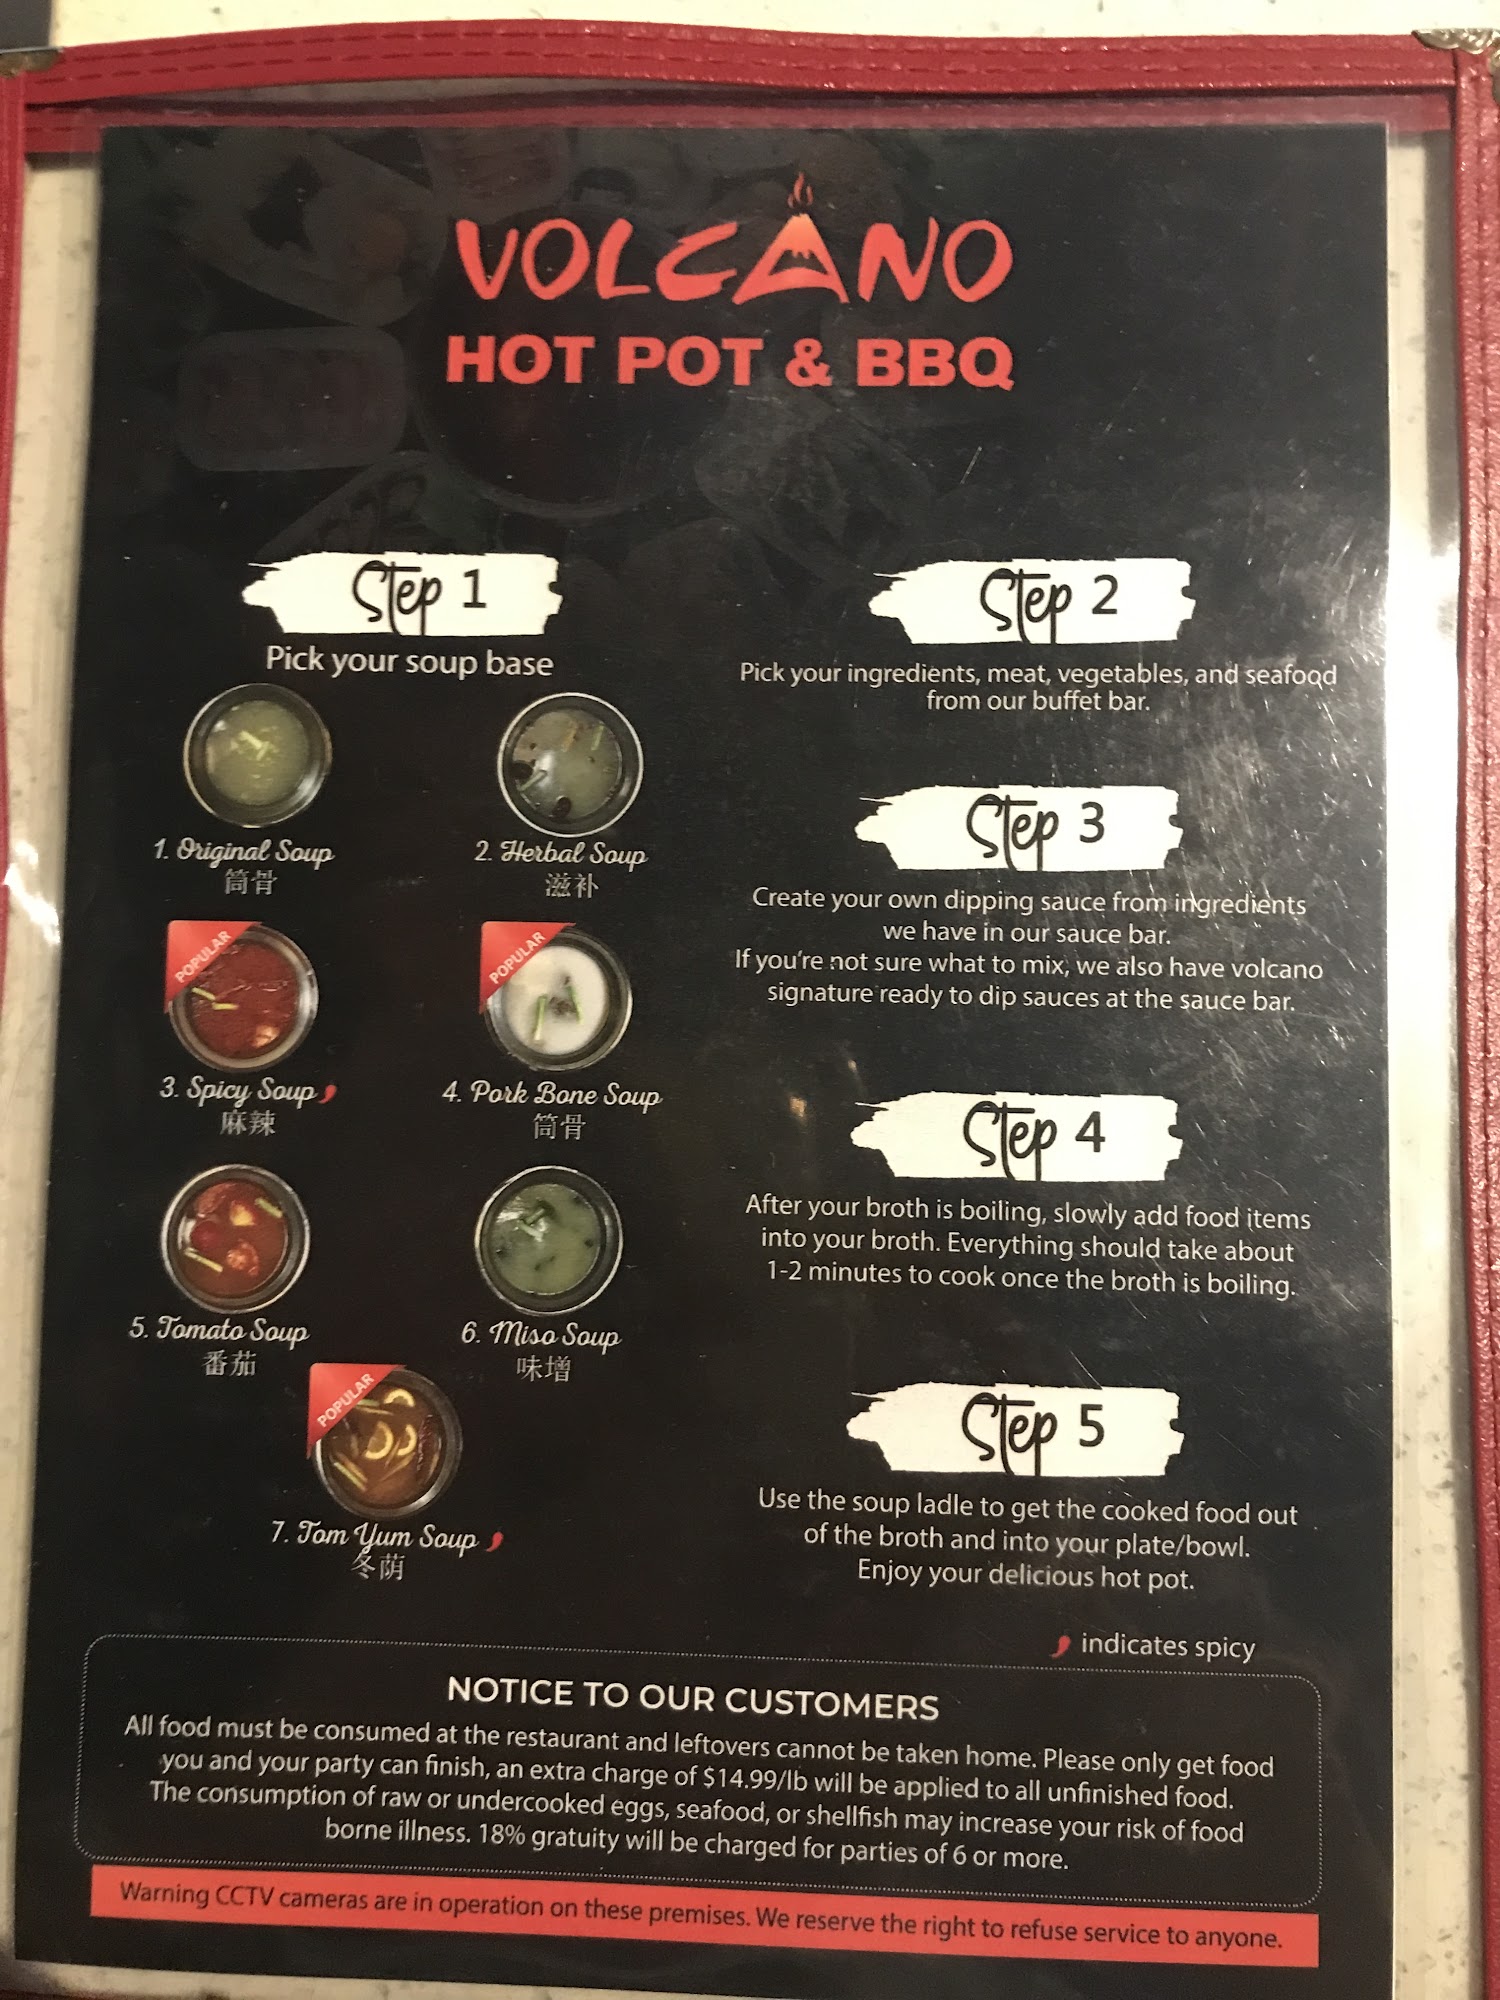 VOLCANO
HOT POT & BBQ
Step 1
Pick your soup base
1. Original Soup
筒骨
2. Herbal Soup
滋补
POPULAR
3. Spicy Soup
麻辣
POPULAR
4. Pork Bone Soup
筒骨
5. Tomato Soup
番茄
6. Miso Soup
味增
POPULAR
7. Tom Yum Soup
冬荫
Step 2
Pick your ingredients, meat, vegetables, and seafood
from our buffet bar.
Step 3
Create your own dipping sauce from ingredients
we have in our sauce bar.
If you're not sure what to mix, we also have volcano
signature ready to dip sauces at the sauce bar.
Step 4
After your broth is boiling, slowly add food items
into your broth. Everything should take about
1-2 minutes to cook once the broth is boiling.
Step 5
Use the soup ladle to get the cooked food out
of the broth and into your plate/bowl.
Enjoy your delicious hot pot.
indicates spicy
NOTICE TO OUR CUSTOMERS
All food must be consumed at the restaurant and leftovers cannot be taken home. Please only get food
you and your party can finish, an extra charge of $14.99/lb will be applied to all unfinished food.
The consumption of raw or undercooked eggs, seafood, or shellfish may increase your risk of food
borne illness. 18% gratuity will be charged for parties of 6 or more.
Warning CCTV cameras are in operation on these premises. We reserve the right to refuse service to anyone.